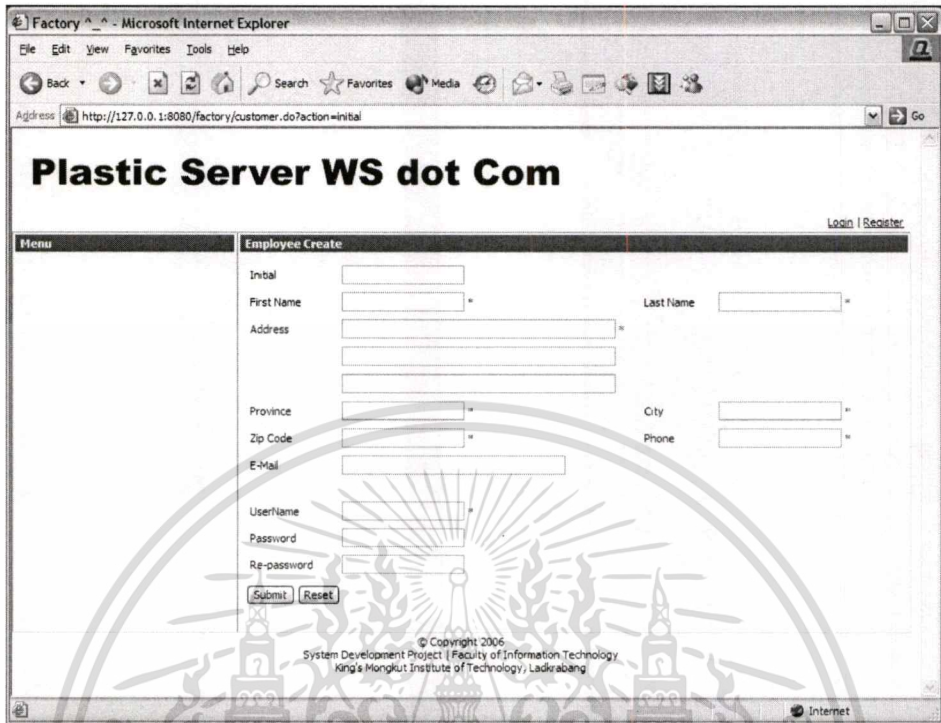 Factory ^_^ - Microsoft Internet Explorer
File Edit View Favorites Tools Help
Back Search Favorites Media
Address http://127.0.0.1:8080/factory/customer.do?action=initial Go
Plastic Server WS dot Com
Login | Register
Menu Employee Create
Initial
First Name * Last Name *
Address *
Province * City *
Zip Code * Phone *
E-Mail
UserName *
Password
Re-password
Submit Reset
© Copyright 2006
System Development Project | Faculty of Information Technology
King's Mongkut Institute of Technology, Ladkrabang
Internet